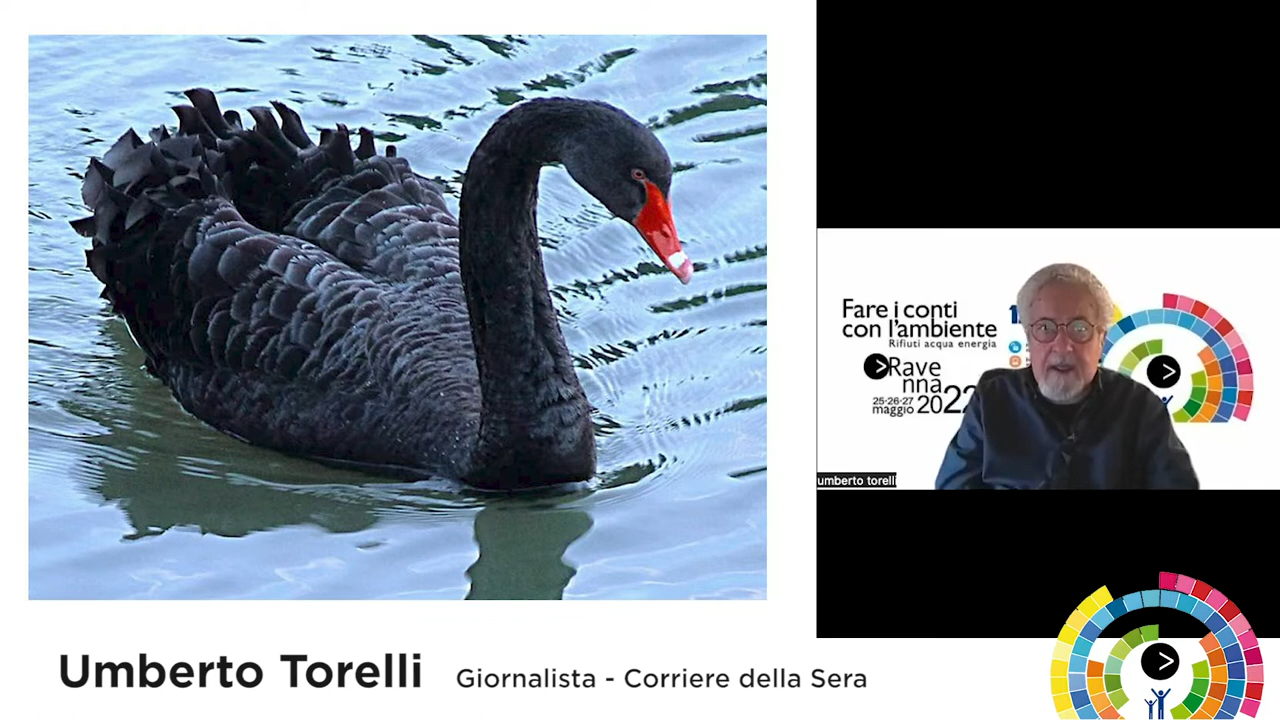 Fare i conti
con l'ambiente
Rifiuti acqua energia
> Rave
nna
25·26·27
maggio 2022
umberto torelli
>
>
Umberto Torelli Giornalista - Corriere della Sera